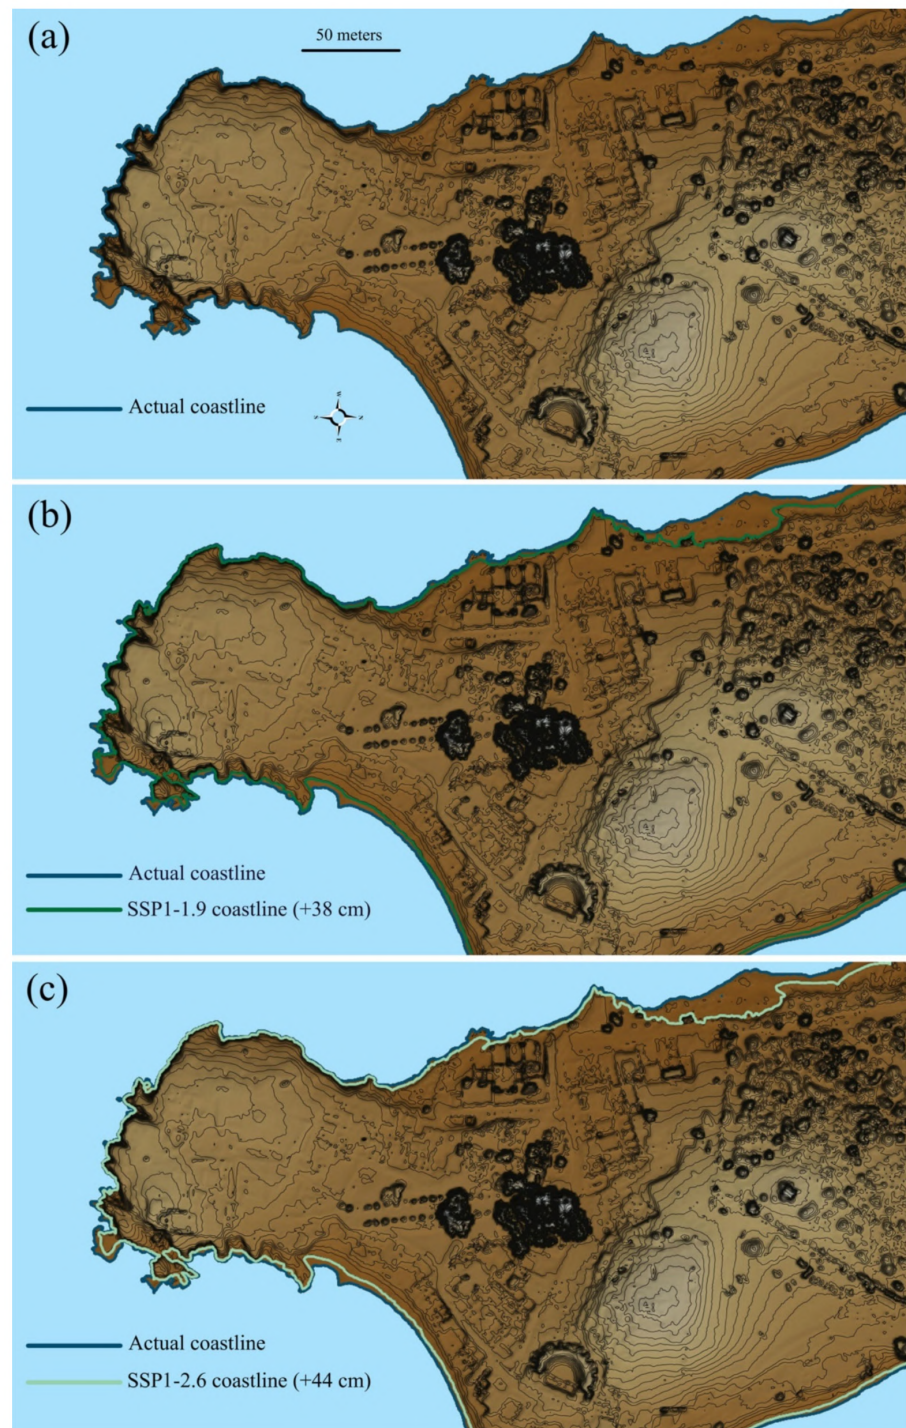 (a)
50 meters
Actual coastline
(b)
Actual coastline
SSP1-1.9 coastline (+38 cm)
(c)
Actual coastline
SSP1-2.6 coastline (+44 cm)